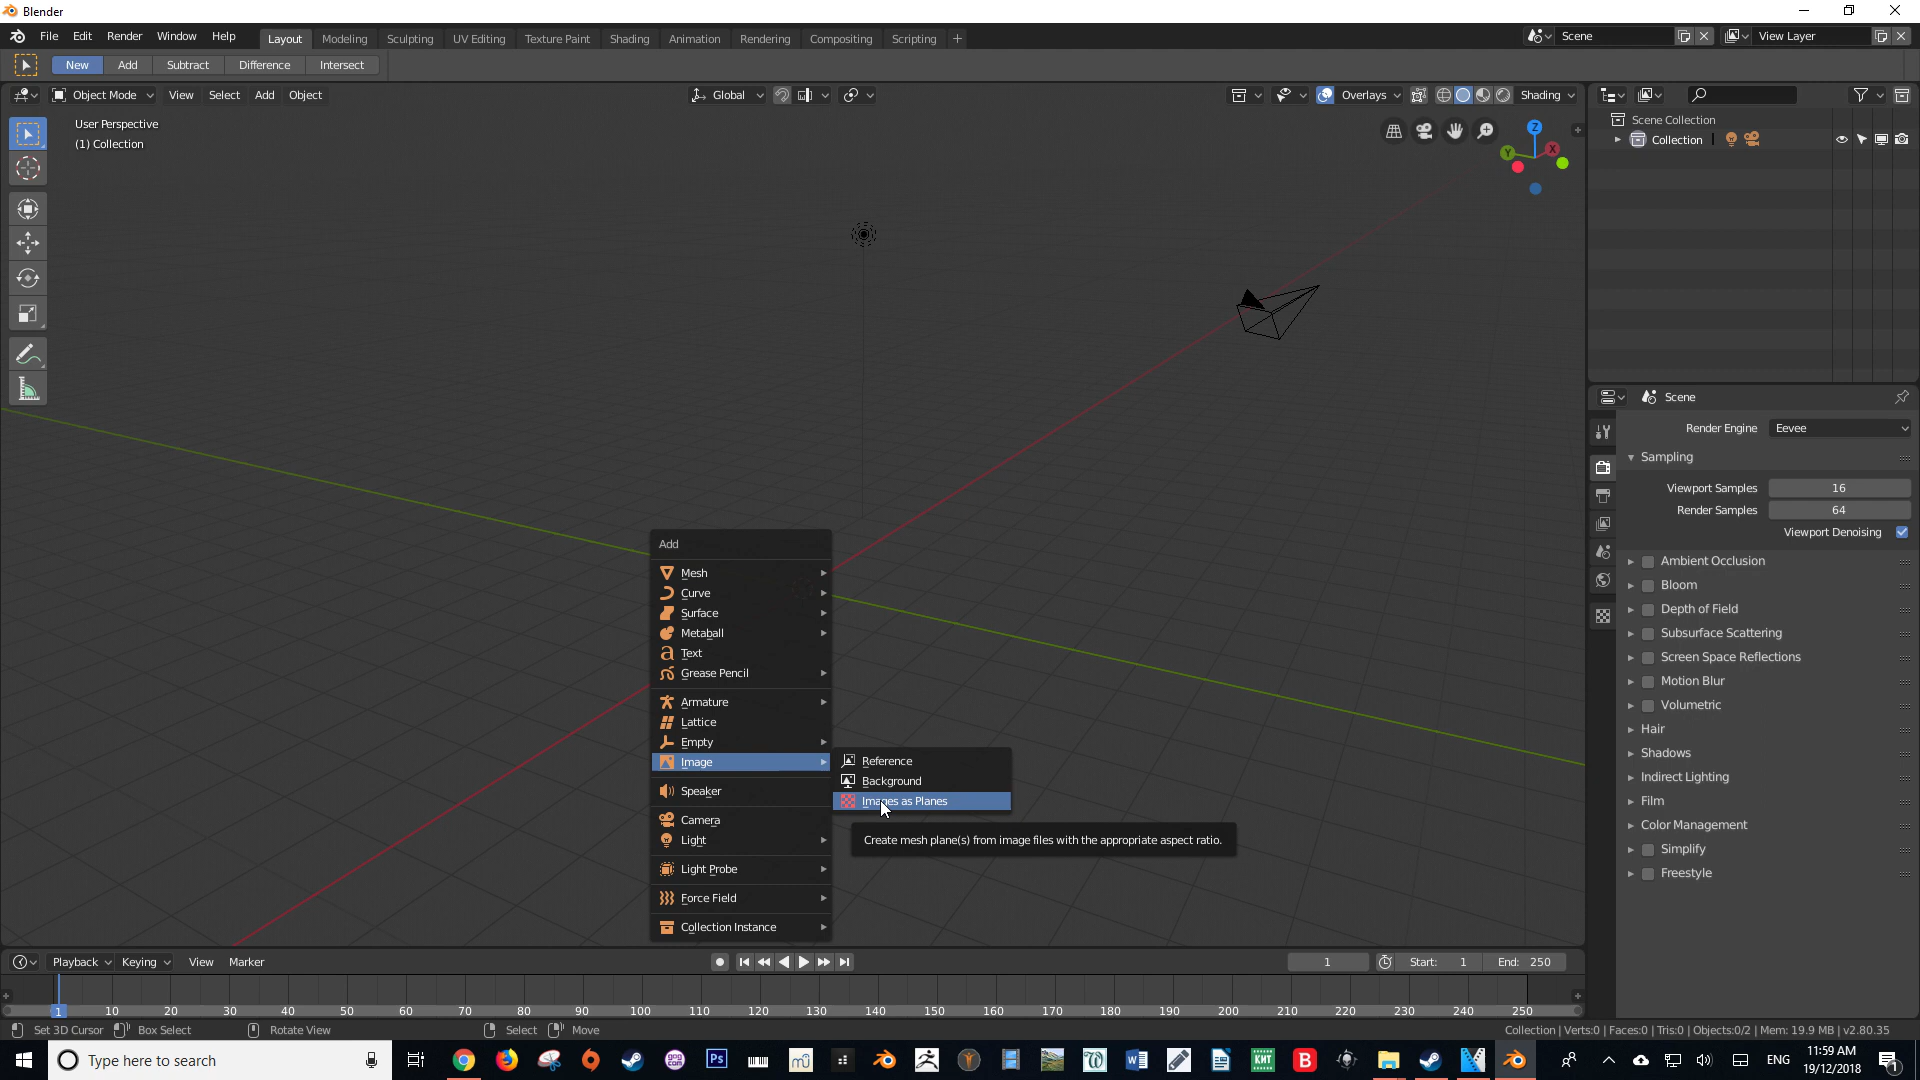 Blender
File Edit Render Window Help
Layout Modeling Sculpting UV Editing Texture Paint Shading Animation Rendering Compositing Scripting +
Scene
View Layer
New Add Subtract Difference Intersect
Object Mode View Select Add Object
Global
Overlays
Shading
User Perspective
(1) Collection
Z
Y
X
Scene Collection
Collection
Scene
Render Engine Eevee
Sampling
Viewport Samples 16
Render Samples 64
Viewport Denoising
Ambient Occlusion
Bloom
Depth of Field
Subsurface Scattering
Screen Space Reflections
Motion Blur
Volumetric
Hair
Shadows
Indirect Lighting
Film
Color Management
Simplify
Freestyle
Add
Mesh
Curve
Surface
Metaball
Text
Grease Pencil
Armature
Lattice
Empty
Image
Speaker
Camera
Light
Light Probe
Force Field
Collection Instance
Reference
Background
Images as Planes
Create mesh plane(s) from image files with the appropriate aspect ratio.
Playback Keying View Marker
1
Start: 1
End: 250
1 10 20 30 40 50 60 70 80 90 100 110 120 130 140 150 160 170 180 190 200 210 220 230 240 250
Set 3D Cursor Box Select Rotate View Select Move
Collection | Verts:0 | Faces:0 | Tris:0 | Objects:0/2 | Mem: 19.9 MB | v2.80.35
Type here to search
Ps
ENG
11:59 AM
19/12/2018
1